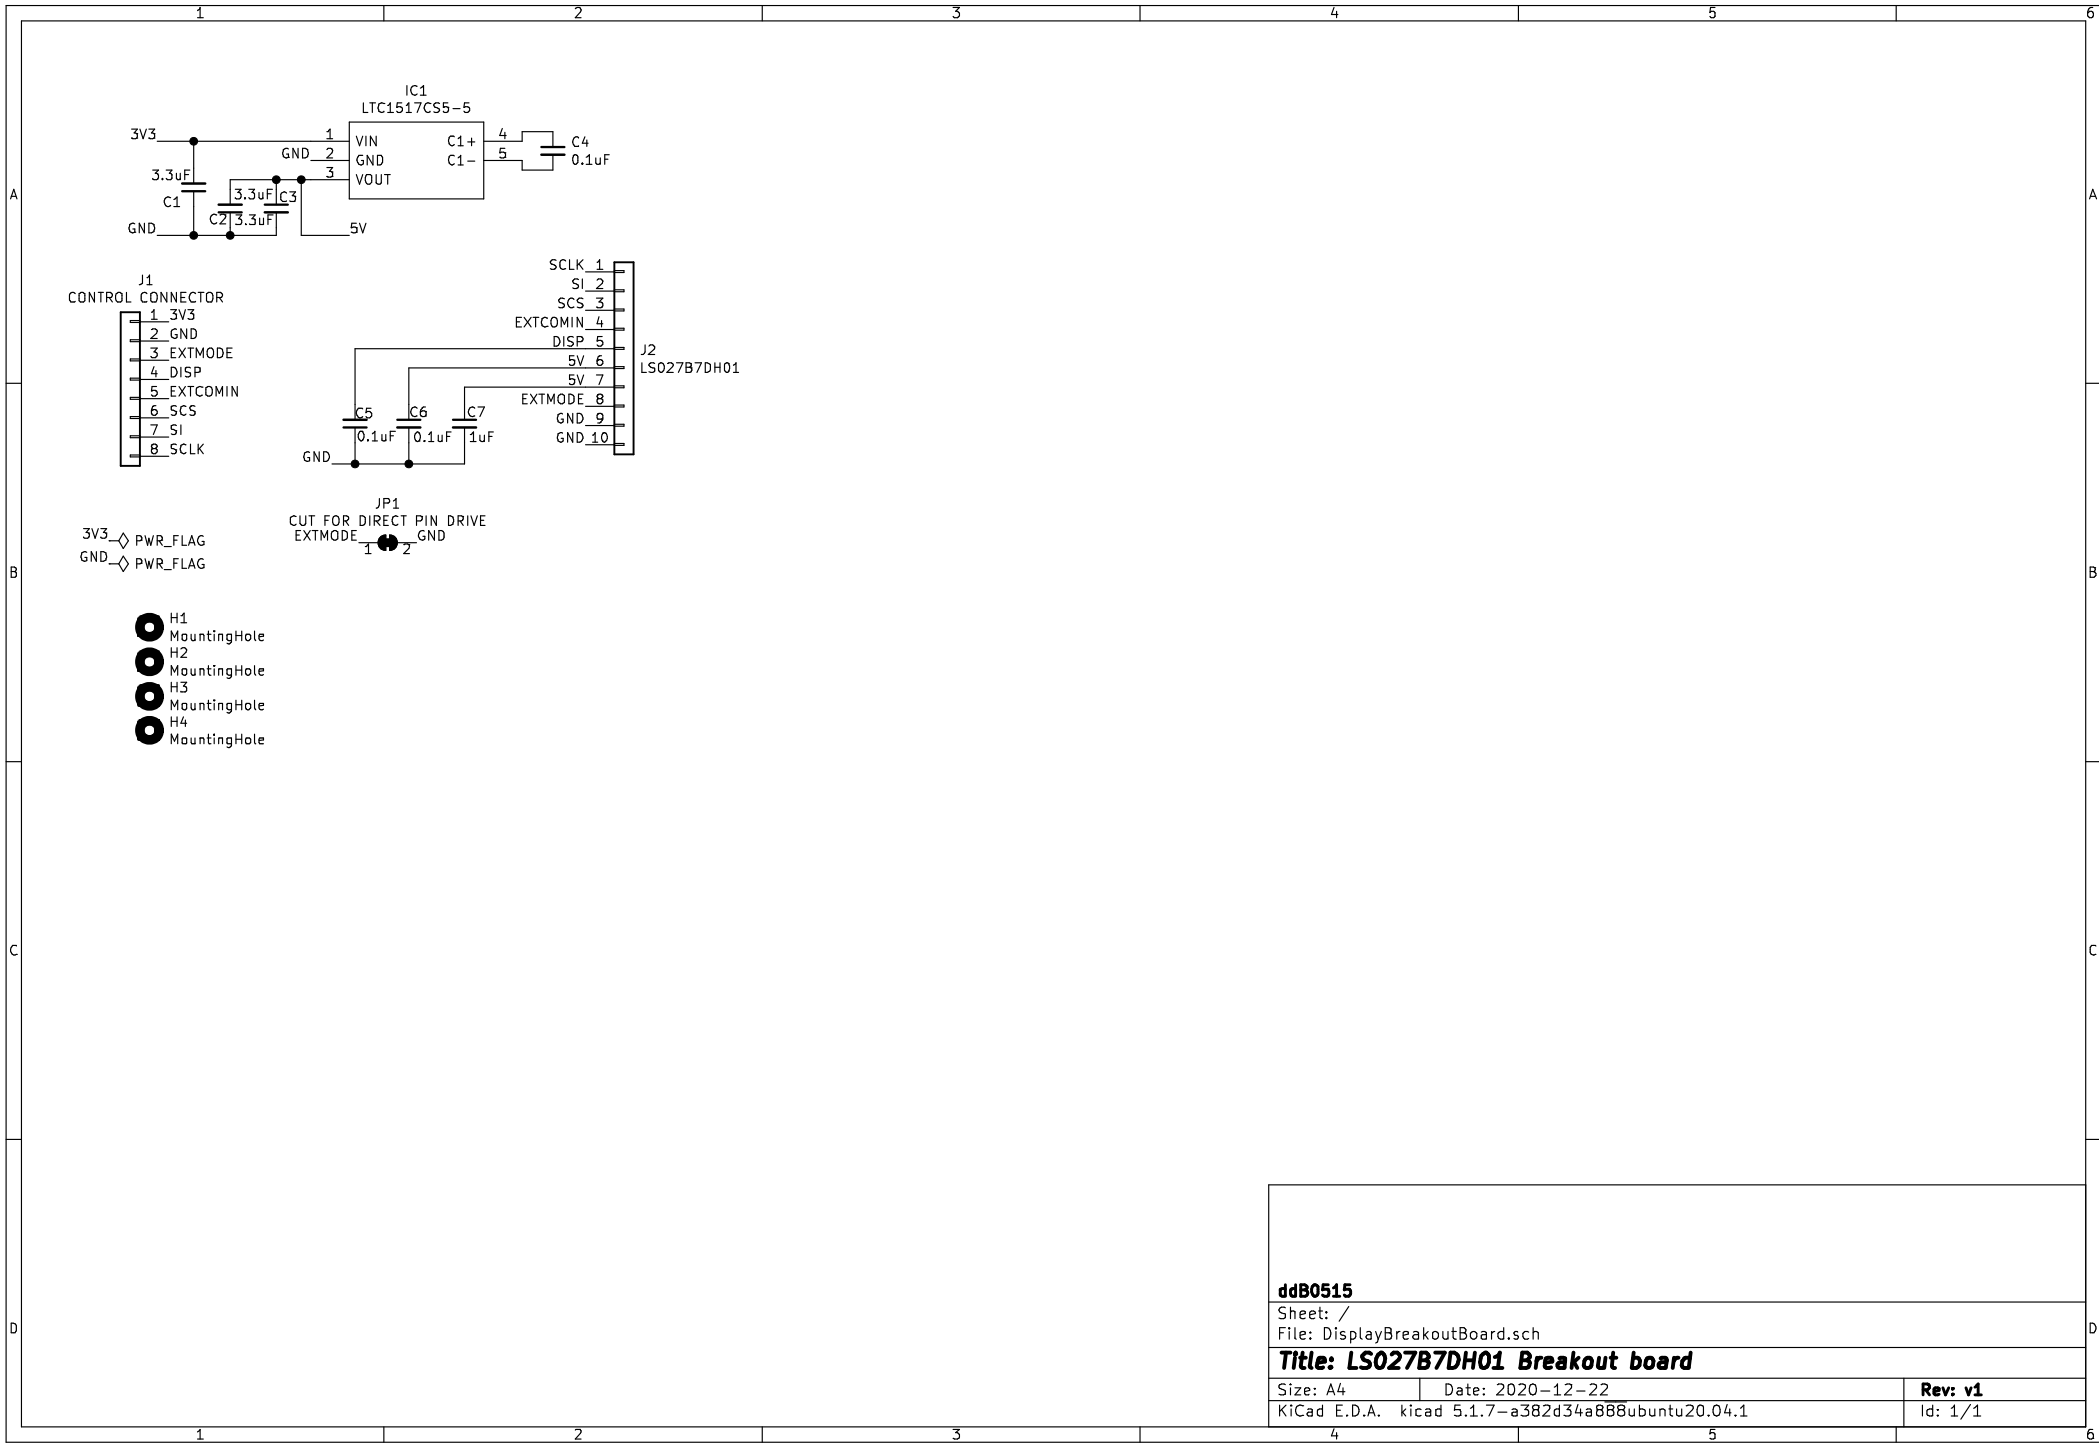 1 2 3 4 5 6
IC1
LTC1517CS5-5
3V3 1 VIN C1+ 4 C4
GND 2 GND C1- 5 0.1uF
3 VOUT
3.3uF
C1
3.3uF C3
C2 3.3uF
GND 5V
A A
J1
CONTROL CONNECTOR
1 3V3
2 GND
3 EXTMODE
4 DISP
5 EXTCOMIN
6 SCS
7 SI
8 SCLK
SCLK 1
SI 2
SCS 3
EXTCOMIN 4
DISP 5
5V 6
5V 7
EXTMODE 8
GND 9
GND 10
J2
LS027B7DH01
C5 C6 C7
0.1uF 0.1uF 1uF
GND
JP1
CUT FOR DIRECT PIN DRIVE
EXTMODE 1 2 GND
3V3 PWR_FLAG
GND PWR_FLAG
B B
H1
MountingHole
H2
MountingHole
H3
MountingHole
H4
MountingHole
C C
D D
ddB0515
Sheet: /
File: DisplayBreakoutBoard.sch
Title: LS027B7DH01 Breakout board
Size: A4 Date: 2020-12-22 Rev: v1
KiCad E.D.A. kicad 5.1.7-a382d34a888ubuntu20.04.1 Id: 1/1
1 2 3 4 5 6